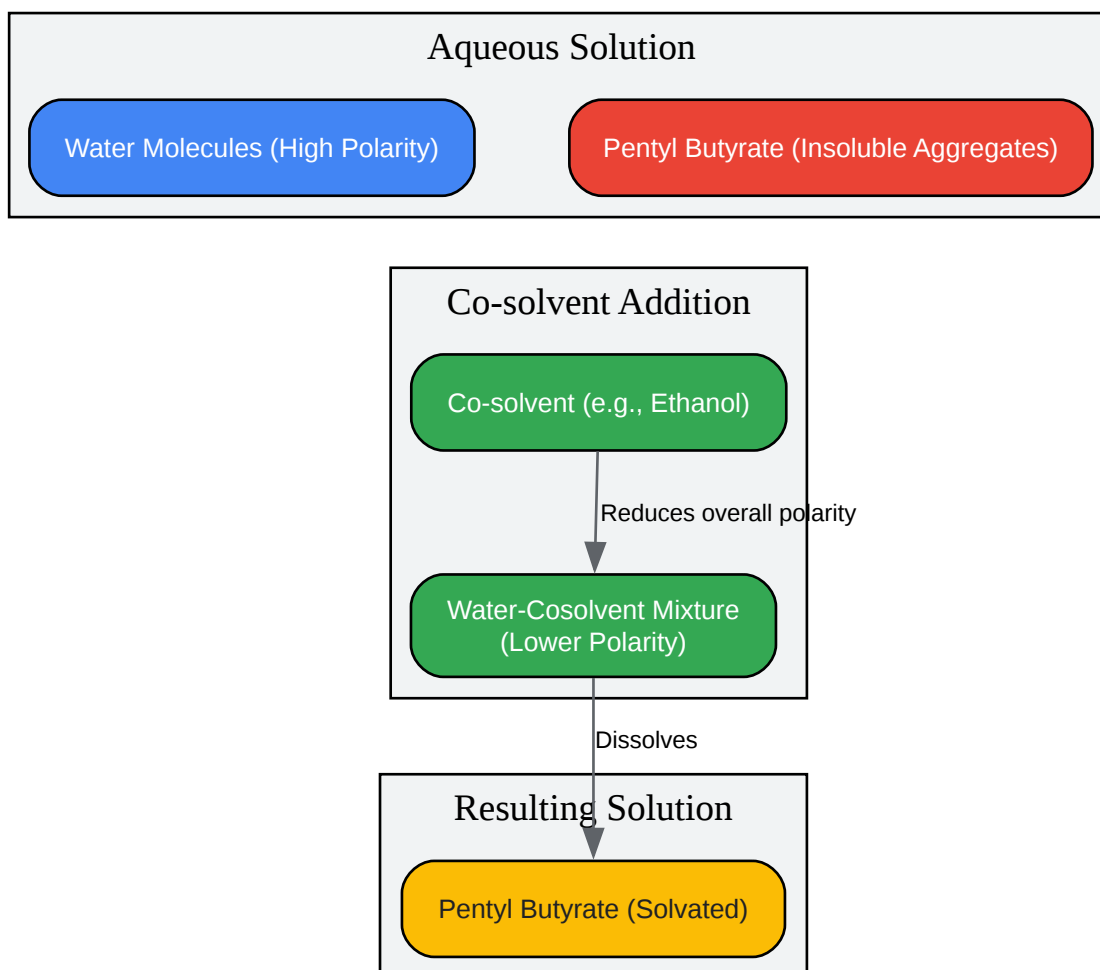 Aqueous Solution
Water Molecules (High Polarity)
Pentyl Butyrate (Insoluble Aggregates)
Co-solvent Addition
Co-solvent (e.g., Ethanol)
Reduces overall polarity
Water-Cosolvent Mixture
(Lower Polarity)
Dissolves
Resulting Solution
Pentyl Butyrate (Solvated)